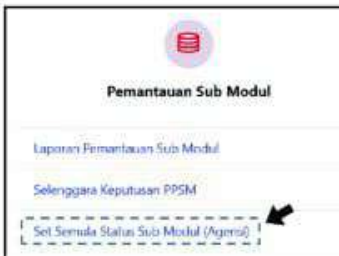 Pemantauan Sub Modul
Laporan Pemantauan Sub Modul
Selenggara Keputusan PPSM
Set Semula Status Sub Modul (Agensi)